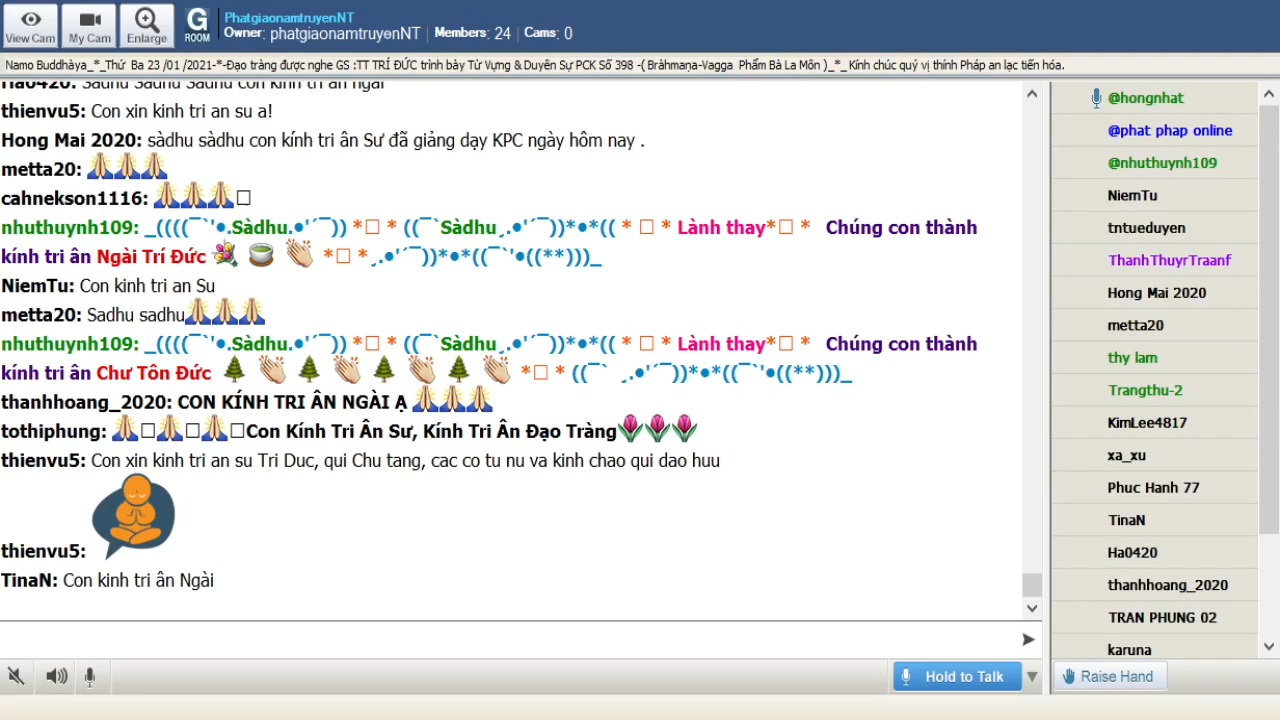 View Cam
My Cam
Enlarge
G ROOM
PhatgiaonamtruyenNT
Owner: phatgiaonamtruyenNT | Members: 24 | Cams: 0
Namo Buddhàya_*_Thứ Ba 23 /01 /2021-*-Đạo tràng được nghe GS :TT TRÍ ĐỨC trình bày Từ Vựng & Duyên Sự PCK Số 398 -( Bràhmaṇa-Vagga Phẩm Bà La Môn )_*_ Kính chúc quý vị thính Pháp an lạc tiến hóa.
Ha0420: Sadhu Sadhu Sadhu con kính tri ân ngài
thienvu5: Con xin kinh tri an su a!
Hong Mai 2020: sàdhu sàdhu con kính tri ân Sư đã giảng dạy KPC ngày hôm nay .
metta20: 🙏🙏🙏
cahnekson1116: 🙏🙏🙏□
nhuthuynh109: _((((¯`'•.Sàdhu.•'´¯)) *□ * ((¯`Sàdhu¸.•'´¯))*•*(( * □ * Lành thay*□ * Chúng con thành
kính tri ân Ngài Trí Đức 💐 🍵 👏 *□ *¸.•'´¯))*•*((¯`'•((**)))_
NiemTu: Con kinh tri an Su
metta20: Sadhu sadhu🙏🙏🙏
nhuthuynh109: _((((¯`'•.Sàdhu.•'´¯)) *□ * ((¯`Sàdhu¸.•'´¯))*•*(( * □ * Lành thay*□ * Chúng con thành
kính tri ân Chư Tôn Đức 🌲 👏 🌲 👏 🌲 👏 🌲 👏 *□ * ((¯` ¸.•'´¯))*•*((¯`'•((**)))_
thanhhoang_2020: CON KÍNH TRI ÂN NGÀI Ạ 🙏🙏🙏
tothiphung: 🙏□🙏□🙏□Con Kính Tri Ân Sư, Kính Tri Ân Đạo Tràng🌷🌷🌷
thienvu5: Con xin kinh tri an su Tri Duc, qui Chu tang, cac co tu nu va kinh chao qui dao huu
thienvu5:
TinaN: Con kinh tri ân Ngài
@hongnhat
@phat phap online
@nhuthuynh109
NiemTu
tntueduyen
ThanhThuyrTraanf
Hong Mai 2020
metta20
thy lam
Trangthu-2
KimLee4817
xa_xu
Phuc Hanh 77
TinaN
Ha0420
thanhhoang_2020
TRAN PHUNG 02
karuna
Hold to Talk
Raise Hand